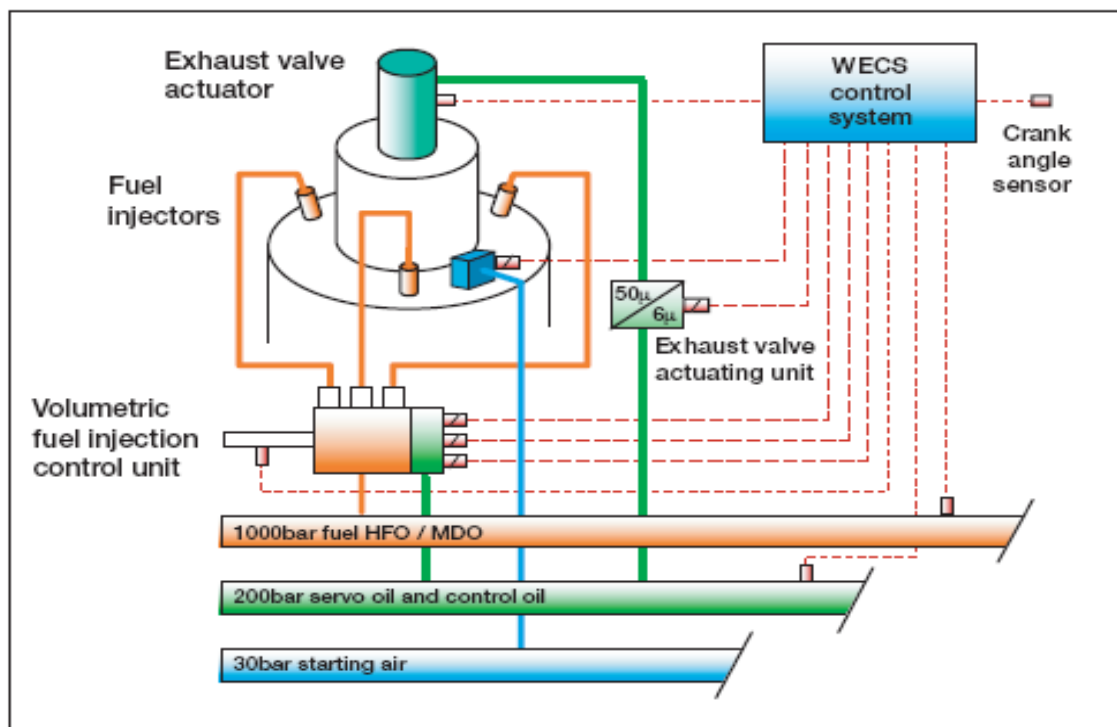 Exhaust valve
actuator
WECS
control
system
Crank
angle
sensor
Fuel
injectors
50µ
6µ
Exhaust valve
actuating unit
Volumetric
fuel injection
control unit
1000bar fuel HFO / MDO
200bar servo oil and control oil
30bar starting air